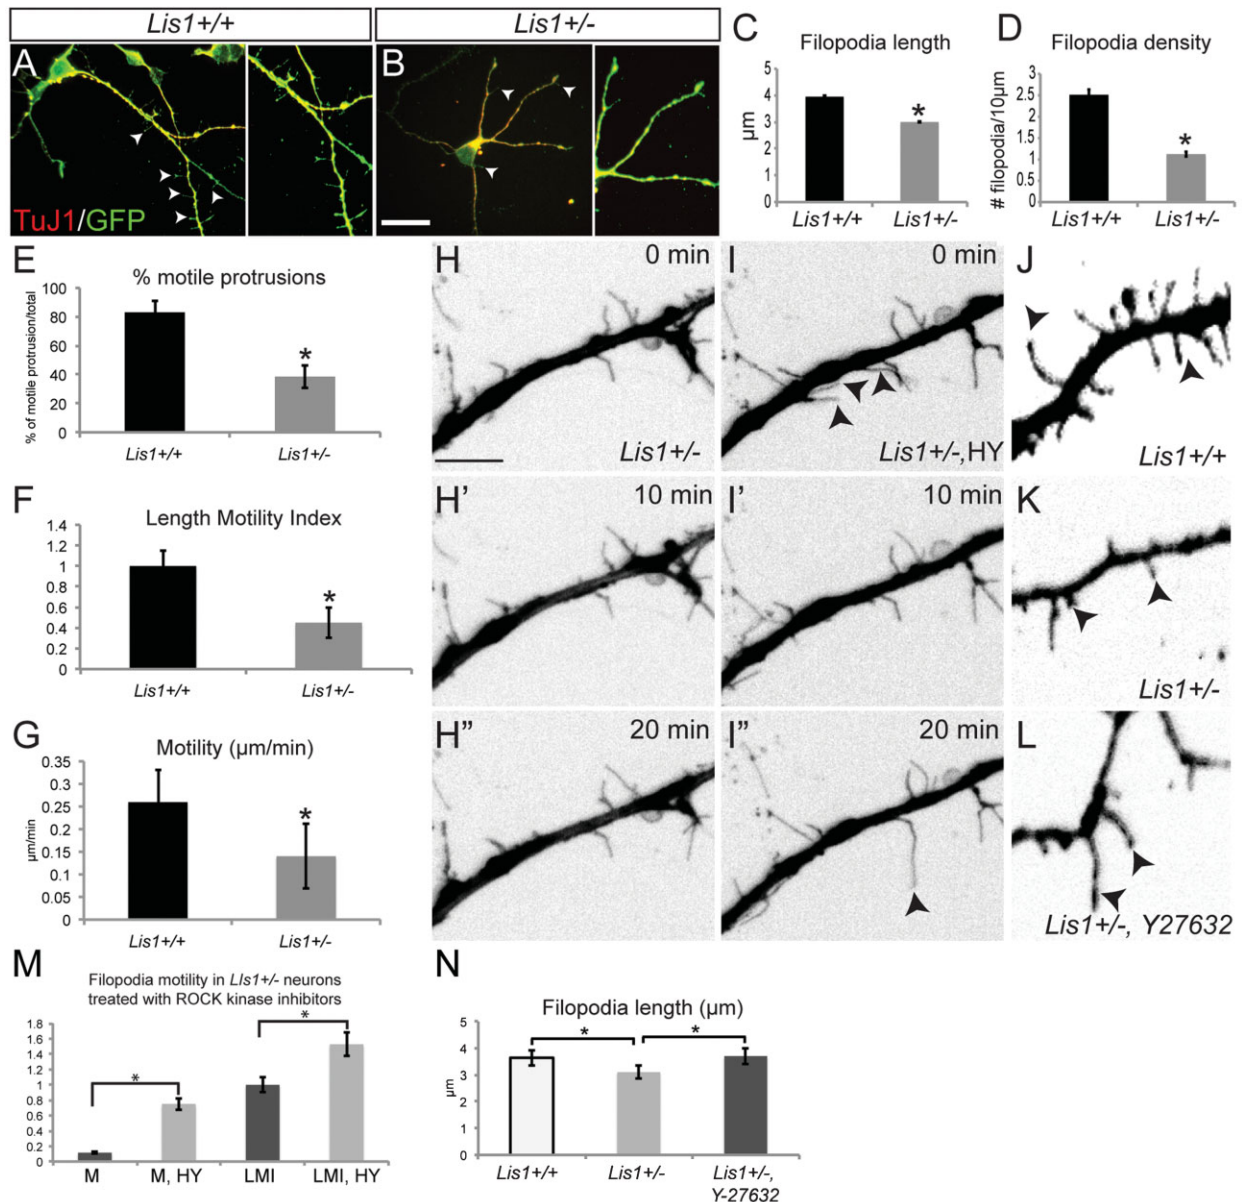 Lis1+/+
Lis1+/-
A
B
TuJ1/GFP
C
Filopodia length
µm
5
4
3
2
1
0
*
Lis1+/+
Lis1+/-
D
Filopodia density
# filopodia/10µm
3
2.5
2
1.5
1
0.5
0
*
Lis1+/+
Lis1+/-
E
% motile protrusions
% of motile protrusion/total
100
80
60
40
20
0
*
Lis1+/+
Lis1+/-
F
Length Motility Index
1.4
1.2
1
0.8
0.6
0.4
0.2
0
*
Lis1+/+
Lis1+/-
G
Motility (µm/min)
µm/min
0.35
0.3
0.25
0.2
0.15
0.1
0.05
0
*
Lis1+/+
Lis1+/-
H
0 min
Lis1+/-
H’
10 min
H”
20 min
I
0 min
Lis1+/-,HY
I’
10 min
I”
20 min
J
Lis1+/+
K
Lis1+/-
L
Lis1+/-, Y27632
M
Filopodia motility in LIs1+/- neurons
treated with ROCK kinase inhibitors
1.8
1.6
1.4
1.2
1
0.8
0.6
0.4
0.2
0
*
*
M
M, HY
LMI
LMI, HY
N
Filopodia length (µm)
µm
5
4
3
2
1
0
*
*
Lis1+/+
Lis1+/-
Lis1+/-,
Y-27632